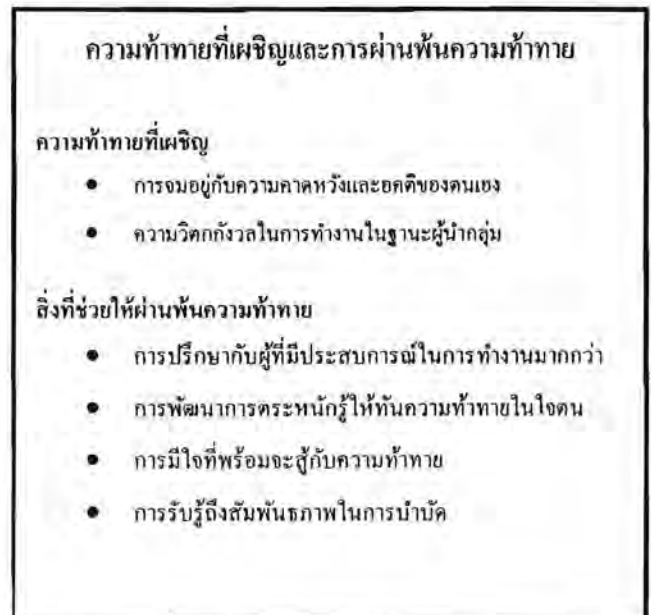 ความท้าทายที่เผชิญและการผ่านพ้นความท้าทาย
ความท้าทายที่เผชิญ
● การจมอยู่กับความคาดหวังและอคติของตนเอง
● ความวิตกกังวลในการทำงานในฐานะผู้นำกลุ่ม
สิ่งที่ช่วยให้ผ่านพ้นความท้าทาย
● การปรึกษากับผู้ที่มีประสบการณ์ในการทำงานมากกว่า
● การพัฒนาการตระหนักรู้ให้ทันความท้าทายในใจตน
● การมีใจที่พร้อมจะสู้กับความท้าทาย
● การรับรู้ถึงสัมพันธภาพในการบำบัด